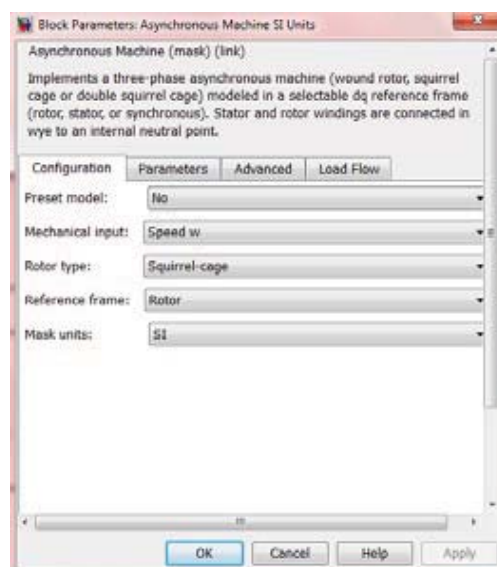 Block Parameters: Asynchronous Machine SI Units
Asynchronous Machine (mask) (link)
Implements a three-phase asynchronous machine (wound rotor, squirrel
cage or double squirrel cage) modeled in a selectable dq reference frame
(rotor, stator, or synchronous). Stator and rotor windings are connected in
wye to an internal neutral point.
Configuration Parameters Advanced Load Flow
Preset model: No
Mechanical input: Speed w
Rotor type: Squirrel-cage
Reference frame: Rotor
Mask units: SI
OK Cancel Help Apply